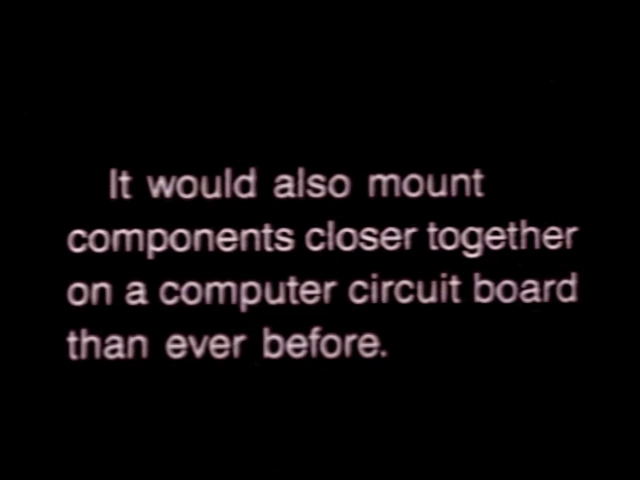 It would also mount
components closer together
on a computer circuit board
than ever before.